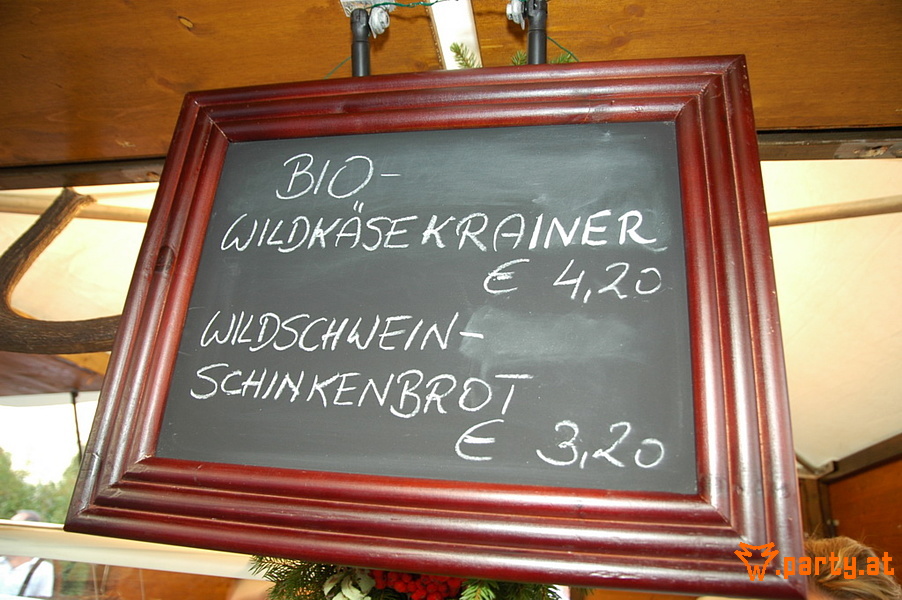 BIO-
WILDKÄSEKRAINER
€ 4,20
WILDSCHWEIN-
SCHINKENBROT
€ 3,20
party.at